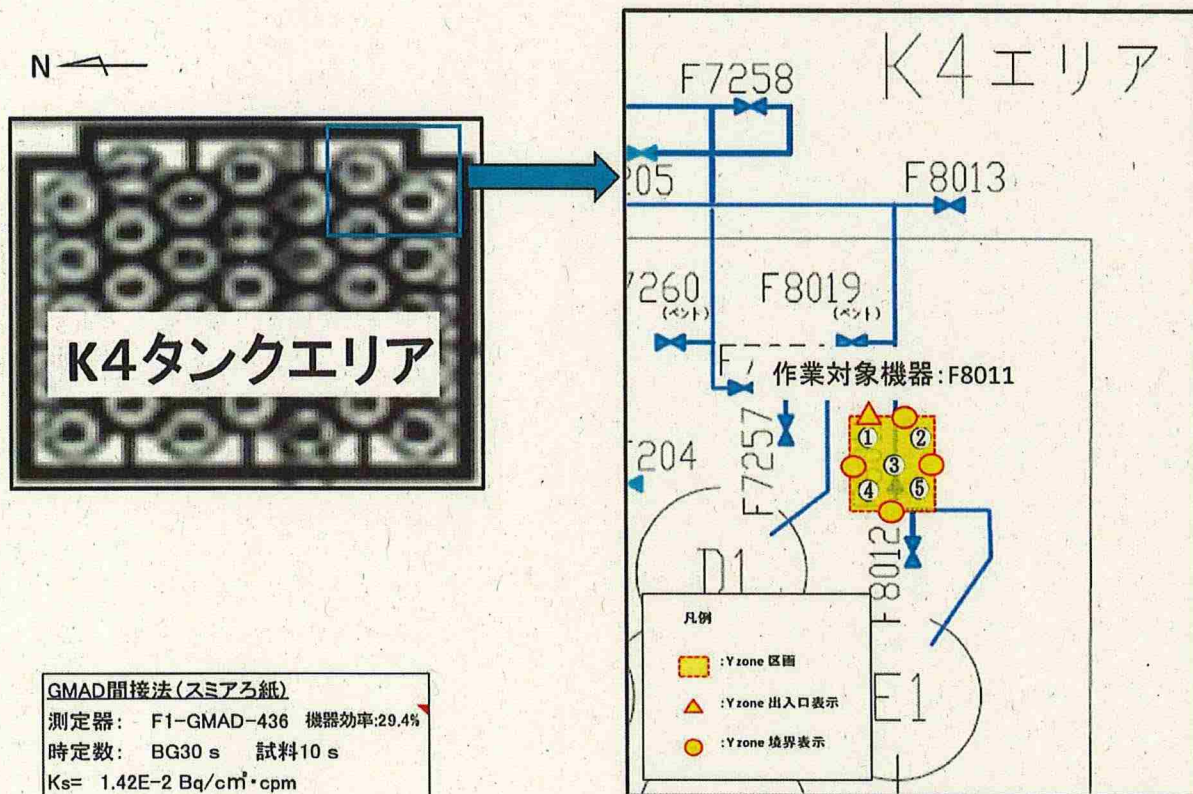 N
K4タンクエリア
GMAD間接法(スミアろ紙)
測定器: F1-GMAD-436 機器効率:29.4%
時定数: BG30 s 試料10 s
Ks= 1.42E-2 Bq/cm²・cpm
K4エリア
F7258
205
F8013
7260
(ベント)
F8019
(ベント)
作業対象機器:F8011
F7257
204
① ②
③
④ ⑤
F8012
D1
E1
凡例
:Yzone 区画
:Yzone 出入口表示
:Yzone 境界表示